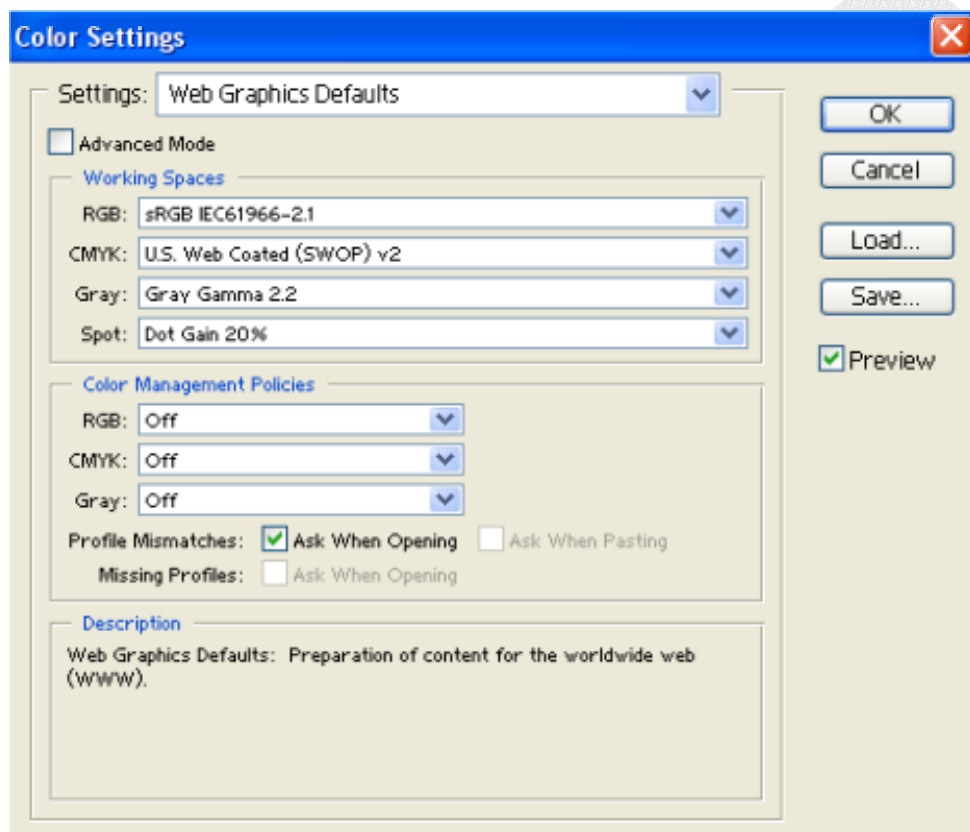 Color Settings
Settings: Web Graphics Defaults
OK
Advanced Mode
Cancel
Working Spaces
RGB: sRGB IEC61966-2.1
CMYK: U.S. Web Coated (SWOP) v2
Load...
Gray: Gray Gamma 2.2
Save...
Spot: Dot Gain 20%
Preview
Color Management Policies
RGB: Off
CMYK: Off
Gray: Off
Profile Mismatches: Ask When Opening Ask When Pasting
Missing Profiles: Ask When Opening
Description
Web Graphics Defaults: Preparation of content for the worldwide web
(WWW).